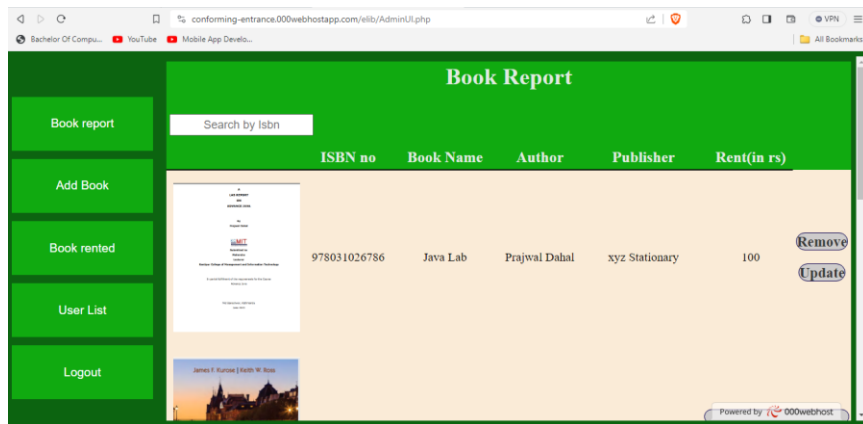 conforming-entrance.000webhostapp.com/elib/AdminUI.php
VPN
Bachelor Of Compu...
YouTube
Mobile App Develo...
All Bookmarks
Book Report
Book report
Add Book
Book rented
User List
Logout
Search by Isbn
ISBN no Book Name Author Publisher Rent(in rs)
978031026786 Java Lab Prajwal Dahal xyz Stationary 100
Remove
Update
James F. Kurose | Keith W. Ross
Powered by 000webhost